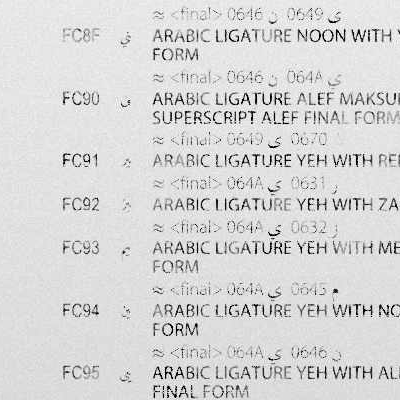 ≈ <final> 0646 ن 0649 ى
FC8F ﲏ ARABIC LIGATURE NOON WITH
FORM
≈ <final> 0646 ن 064A ي
FC90 ﲐ ARABIC LIGATURE ALEF MAKSU
SUPERSCRIPT ALEF FINAL FORM
≈ <final> 0649 ى 0670
FC91 ﲑ ARABIC LIGATURE YEH WITH RE
≈ <final> 064A ي 0631 ر
FC92 ﲒ ARABIC LIGATURE YEH WITH ZA
≈ <final> 064A ي 0632 ز
FC93 ﲓ ARABIC LIGATURE YEH WITH ME
FORM
≈ <final> 064A ي 0645 م
FC94 ﲔ ARABIC LIGATURE YEH WITH NO
FORM
≈ <final> 064A ي 0646 ن
FC95 ﲕ ARABIC LIGATURE YEH WITH AL
FINAL FORM